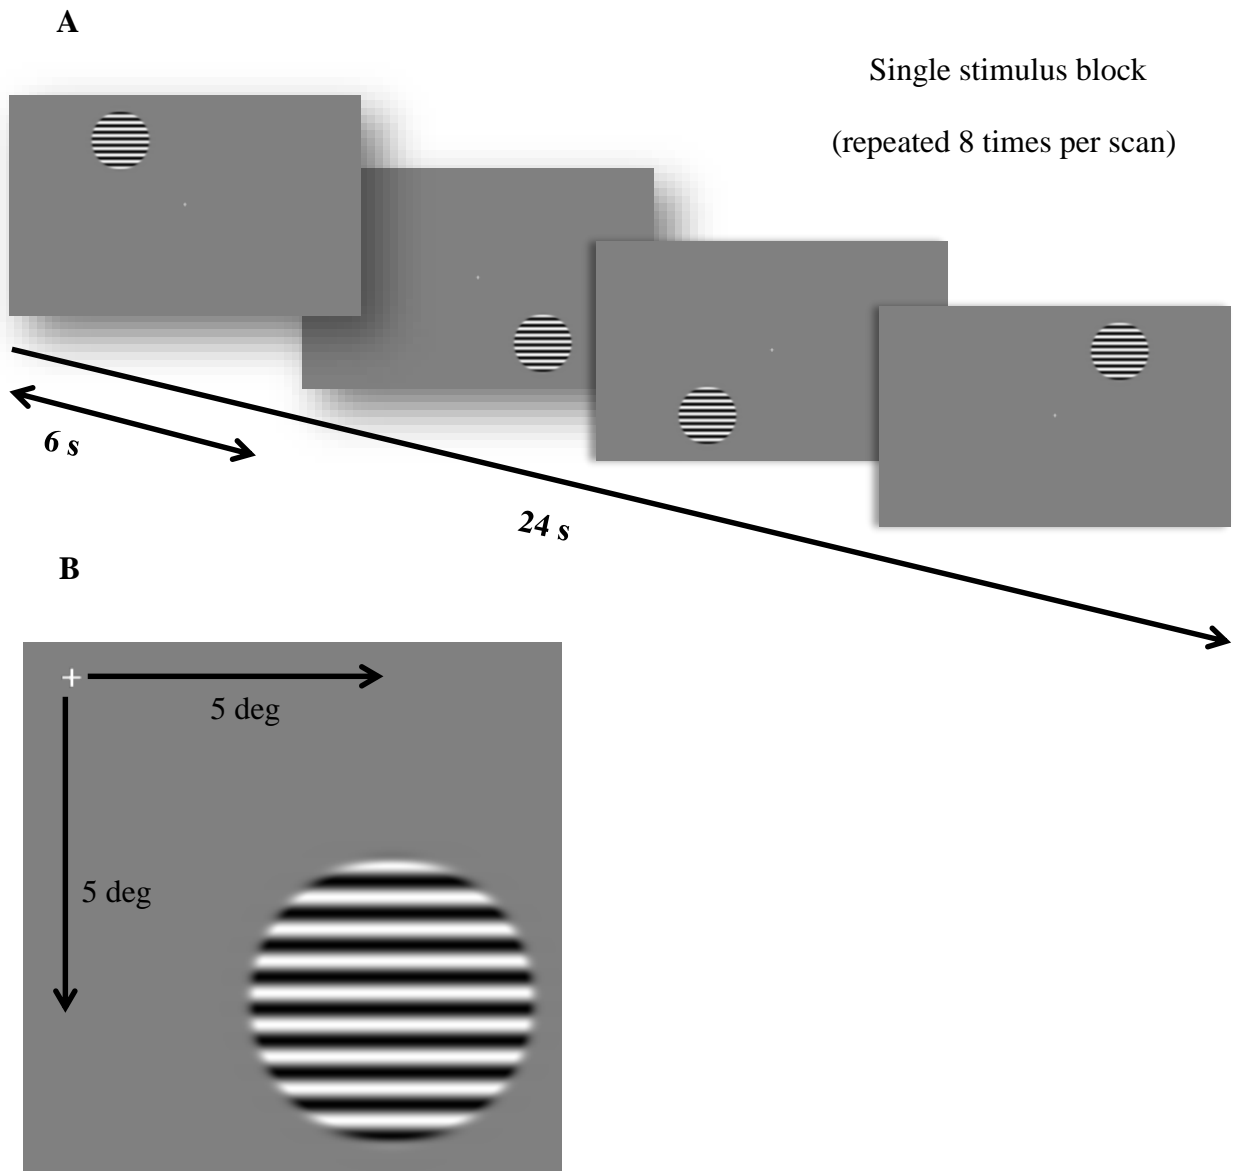 A
Single stimulus block
(repeated 8 times per scan)
6 s
24 s
B
5 deg
5 deg